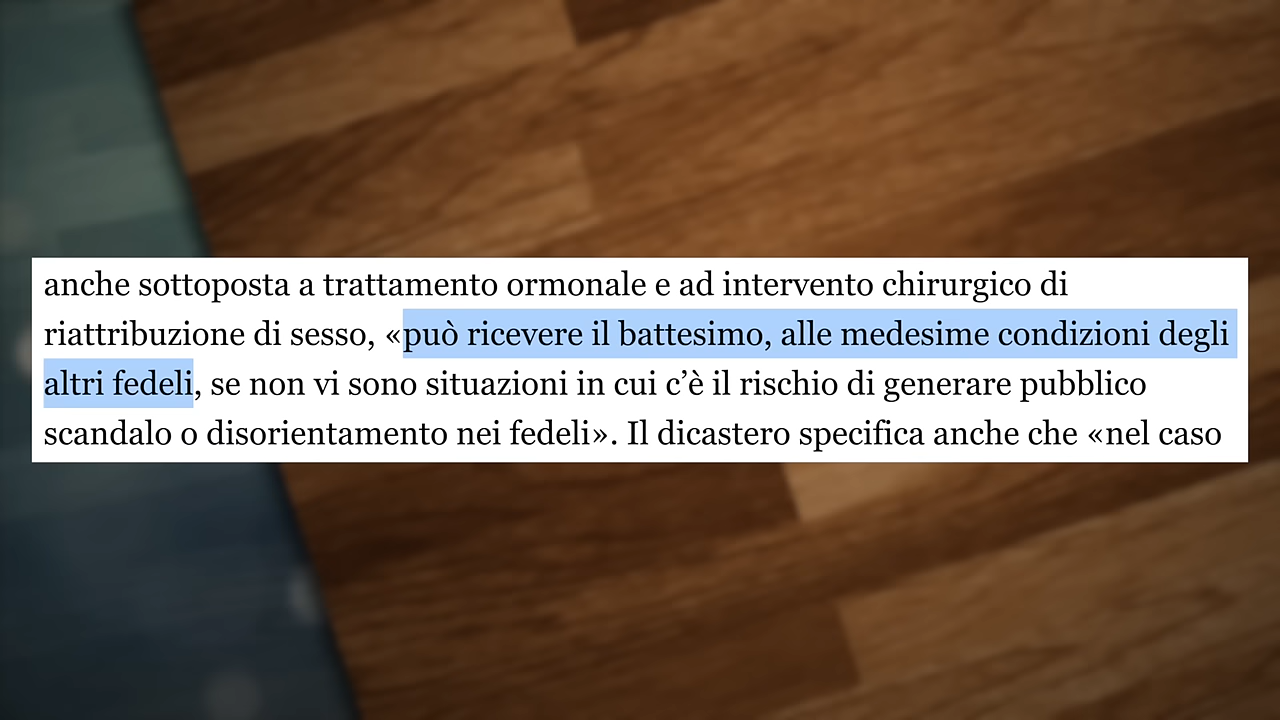 anche sottoposta a trattamento ormonale e ad intervento chirurgico di
riattribuzione di sesso, «può ricevere il battesimo, alle medesime condizioni degli
altri fedeli, se non vi sono situazioni in cui c’è il rischio di generare pubblico
scandalo o disorientamento nei fedeli». Il dicastero specifica anche che «nel caso